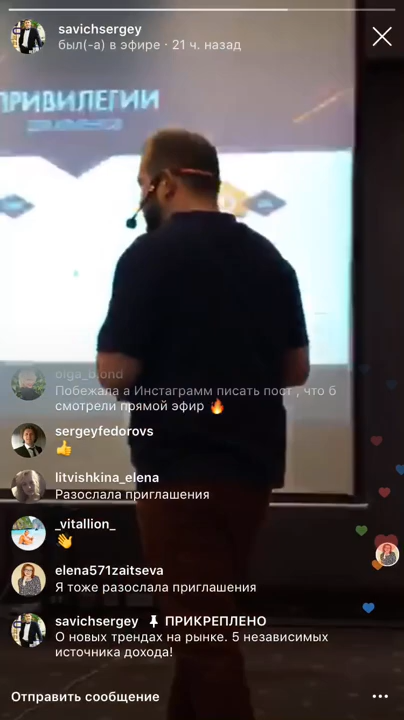 savichsergey
был(-а) в эфире · 21 ч. назад
ПРИВИЛЕГИИ
olga_blond
Побежала а Инстаграмм писать пост , что б
смотрели прямой эфир 🔥
sergeyfedorovs
👍
litvishkina_elena
Разослала приглашения
_vitallion_
👋
elena571zaitseva
Я тоже разослала приглашения
savichsergey ПРИКРЕПЛЕНО
О новых трендах на рынке. 5 независимых
источника дохода!
Отправить сообщение